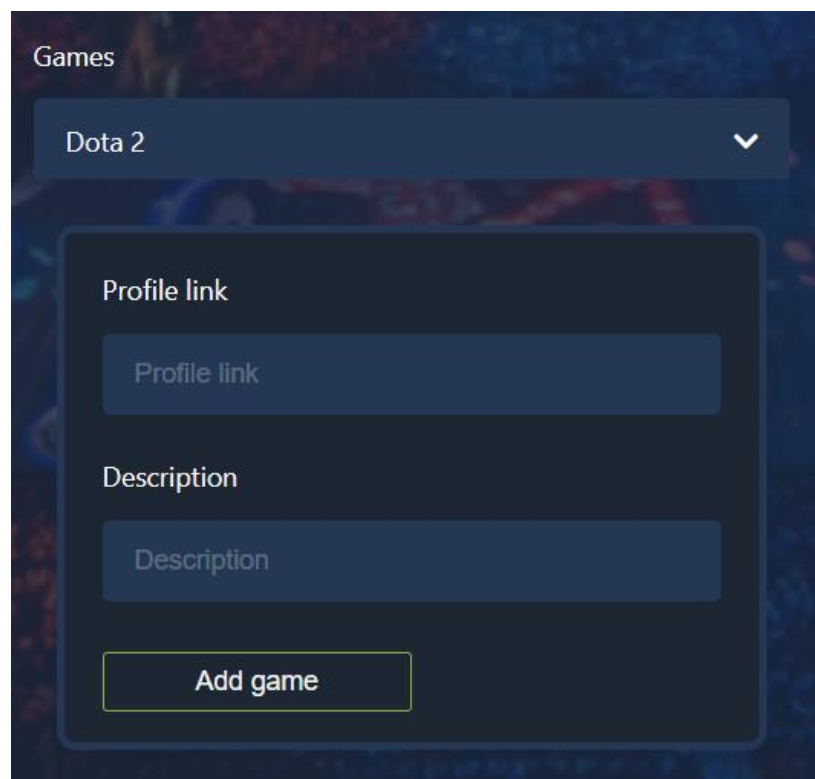 Games
Dota 2
Profile link
Profile link
Description
Description
Add game